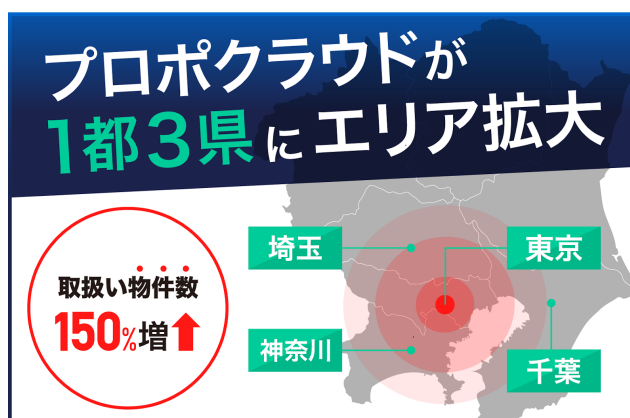 プロポクラウドが
1都3県にエリア拡大
埼玉
東京
取扱い物件数
150%増
神奈川
千葉